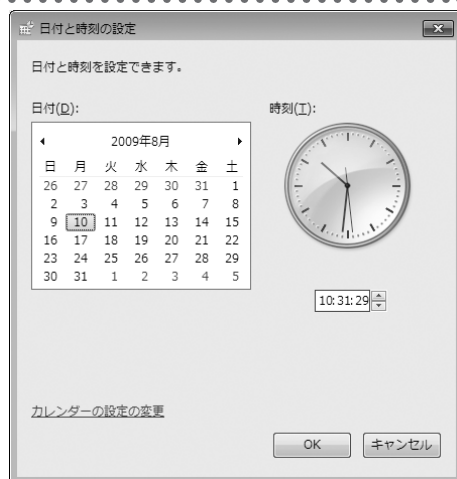 日付と時刻の設定
日付と時刻を設定できます。
日付(D):
時刻(T):
2009年8月
日 月 火 水 木 金 土
26 27 28 29 30 31 1
2 3 4 5 6 7 8
9 10 11 12 13 14 15
16 17 18 19 20 21 22
23 24 25 26 27 28 29
30 31 1 2 3 4 5
10:31:29
カレンダーの設定の変更
OK キャンセル